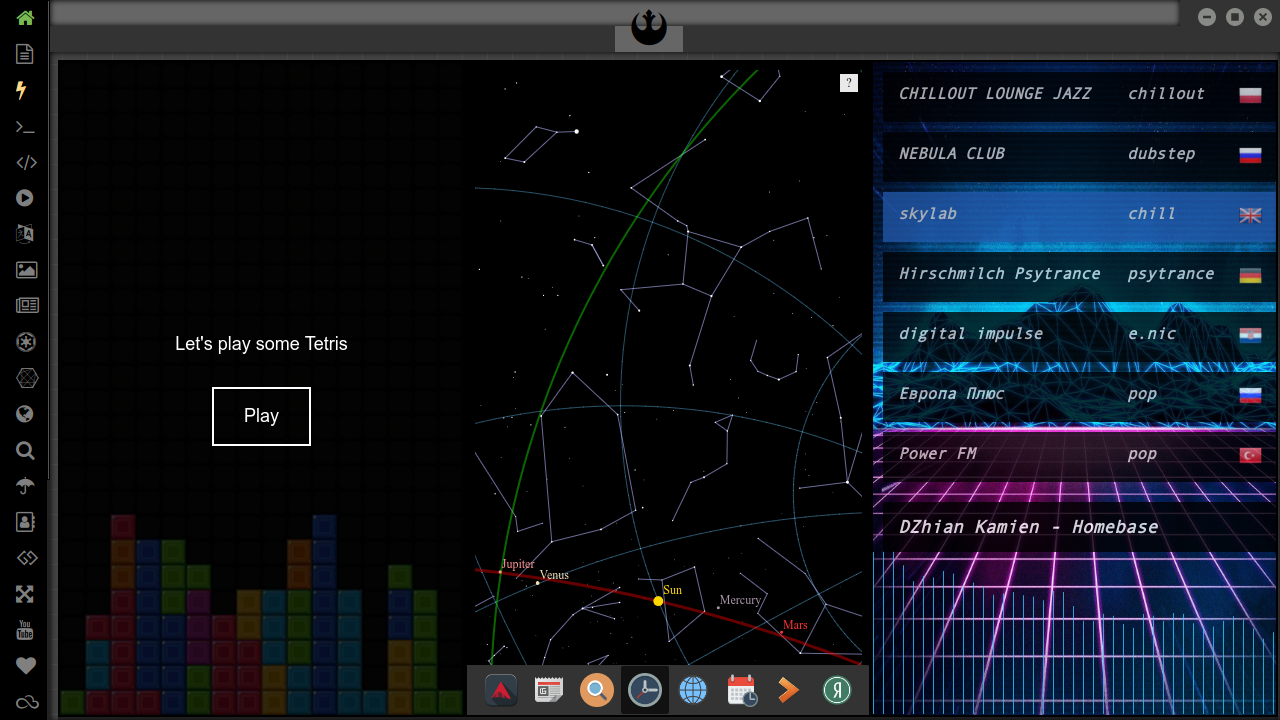 ?
CHILLOUT LOUNGE JAZZ chillout
NEBULA CLUB dubstep
skylab chill
Hirschmilch Psytrance psytrance
digital impulse e.nic
Европа Плюс pop
Power FM pop
DZhian Kamien - Homebase
Let's play some Tetris
Play
Jupiter
Venus
Sun
Mercury
Mars
You
Tube
Я